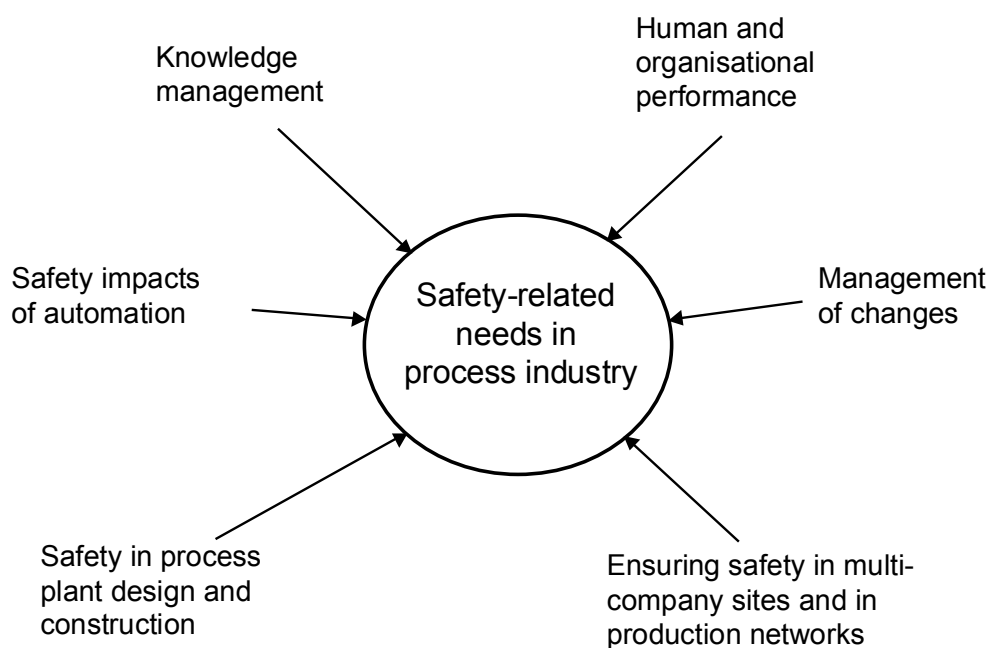 Knowledge
management
Human and
organisational
performance
Safety impacts
of automation
Safety-related
needs in
process industry
Management
of changes
Safety in process
plant design and
construction
Ensuring safety in multi-
company sites and in
production networks